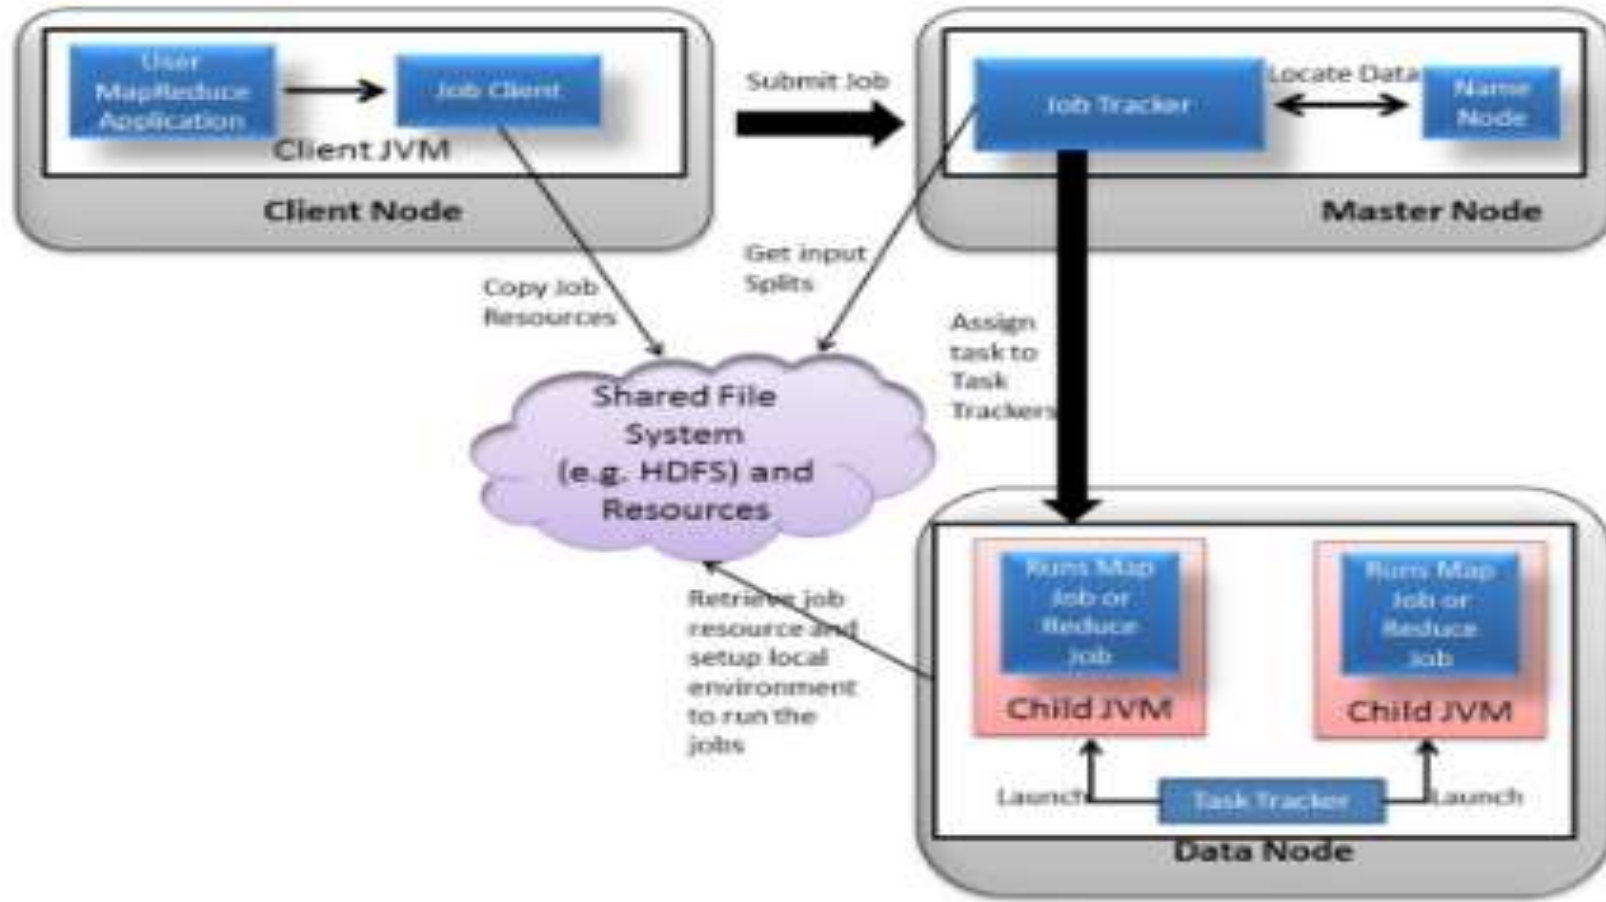 User
MapReduce
Application
Job Client
Client JVM
Client Node
Submit Job
Job Tracker
Locate Data
Name
Node
Master Node
Copy Job
Resources
Get input
Splits
Assign
task to
Task
Trackers
Shared File
System
(e.g. HDFS) and
Resources
Retrieve job
resource and
setup local
environment
to run the
jobs
Runs Map
Job or
Reduce
Job
Child JVM
Runs Map
Job or
Reduce
Job
Child JVM
Launch
Task Tracker
Launch
Data Node